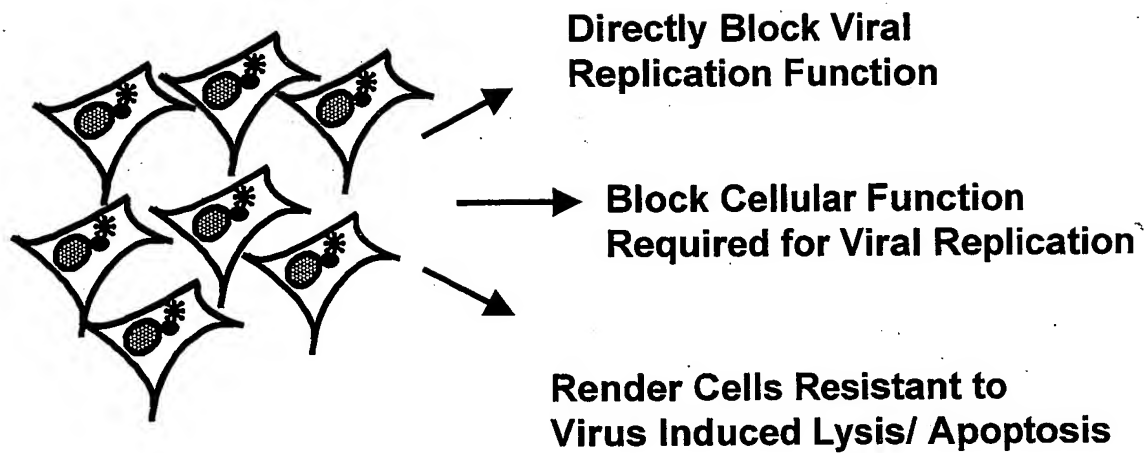 Directly Block Viral
Replication Function
Block Cellular Function
Required for Viral Replication
Render Cells Resistant to
Virus Induced Lysis/ Apoptosis